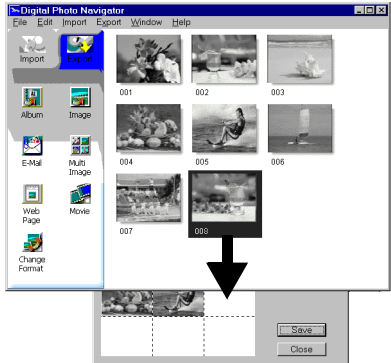 Digital Photo Navigator
File Edit Import Export Window Help
Import Export
001 002 003
Album Image
004 005 006
E-Mail Multi Image
Web Page Movie
007 008
Change Format
Save
Close